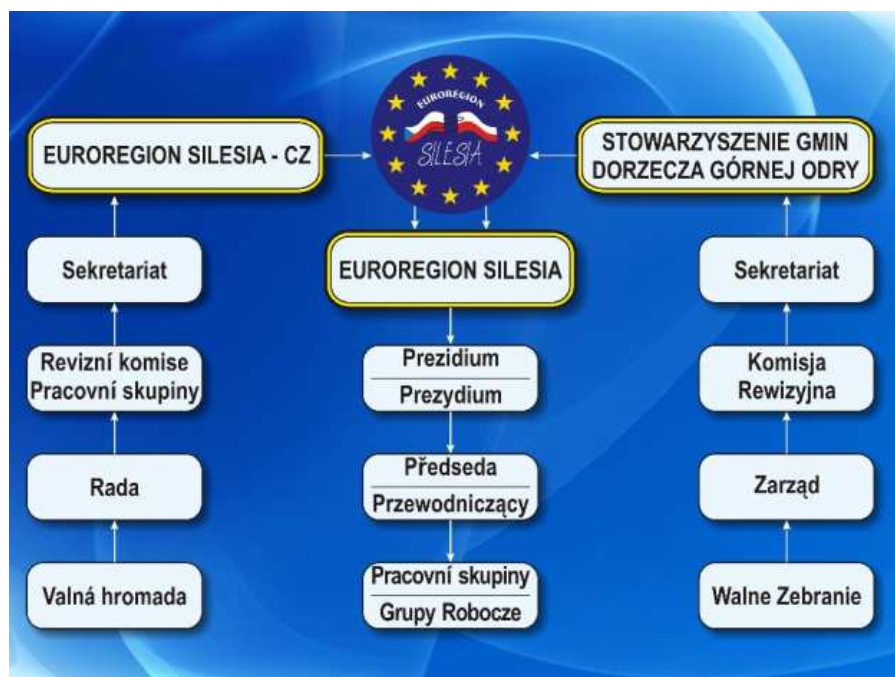 EUROREGION
SILESIA
EUROREGION SILESIA - CZ
STOWARZYSZENIE GMIN
DORZECZA GÓRNEJ ODRY
Sekretariat
EUROREGION SILESIA
Sekretariat
Revizní komise
Pracovní skupiny
Prezidium
Prezydium
Komisja
Rewizyjna
Rada
Předseda
Przewodniczący
Zarząd
Valná hromada
Pracovní skupiny
Grupy Robocze
Walne Zebranie